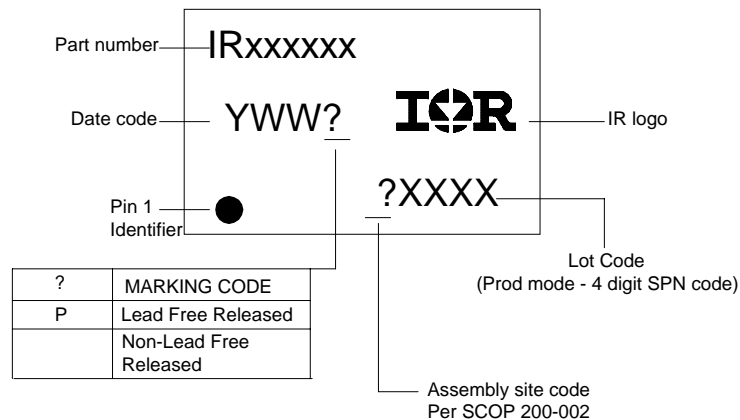 Part number
IRxxxxxx
Date code
YWW?
IOR
IR logo
?XXXX
Pin 1
Identifier
Lot Code
(Prod mode - 4 digit SPN code)
? MARKING CODE
P Lead Free Released
Non-Lead Free
Released
Assembly site code
Per SCOP 200-002